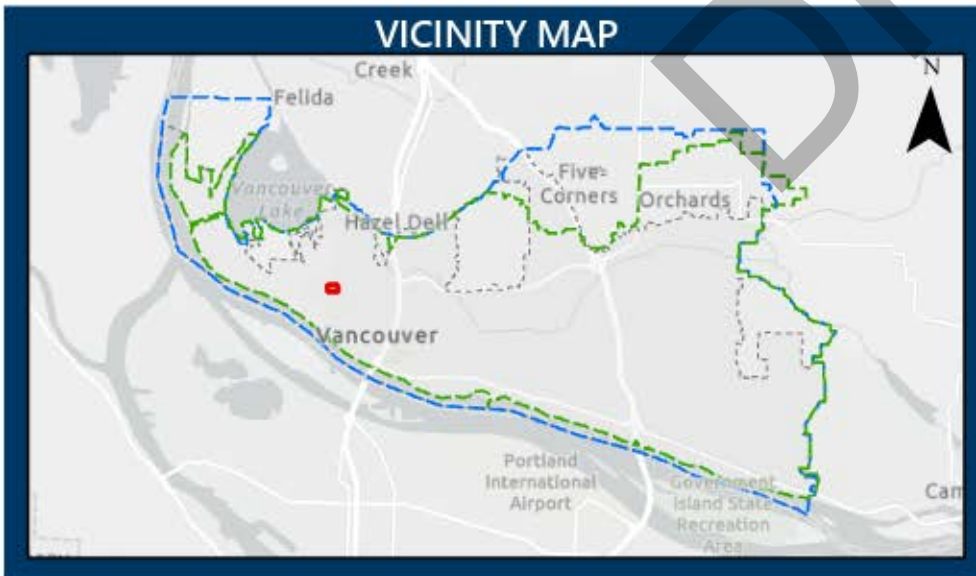 VICINITY MAP
Creek
N
Felida
Vancouver
Lake
Five
Corners
Orchards
Hazel Dell
Vancouver
Portland
International
Airport
Government
Island State
Recreation
Area
Cam